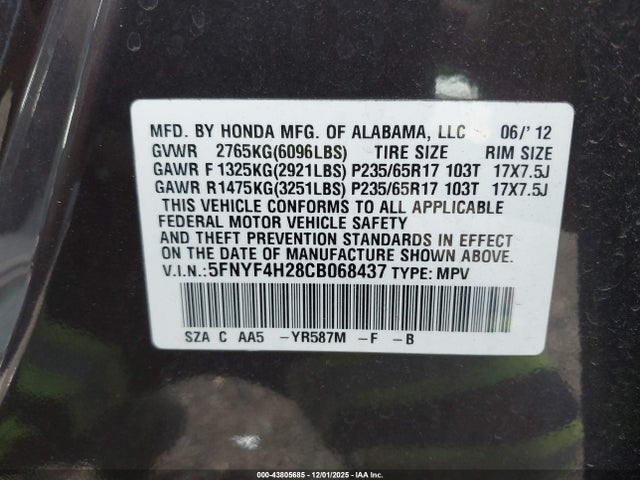 MFD. BY HONDA MFG. OF ALABAMA, LLC 06/'12
GVWR 2765KG(6096LBS) TIRE SIZE RIM SIZE
GAWR F 1325KG(2921LBS) P235/65R17 103T 17X7.5J
GAWR R1475KG(3251LBS) P235/65R17 103T 17X7.5J
THIS VEHICLE CONFORMS TO ALL APPLICABLE
FEDERAL MOTOR VEHICLE SAFETY
AND THEFT PREVENTION STANDARDS IN EFFECT
ON THE DATE OF MANUFACTURE SHOWN ABOVE.
V.I.N.:5FNYF4H28CB068437 TYPE: MPV
SZA C AA5 -YR587M -F -B
000-43805685 - 12/01/2025 - IAA Inc.